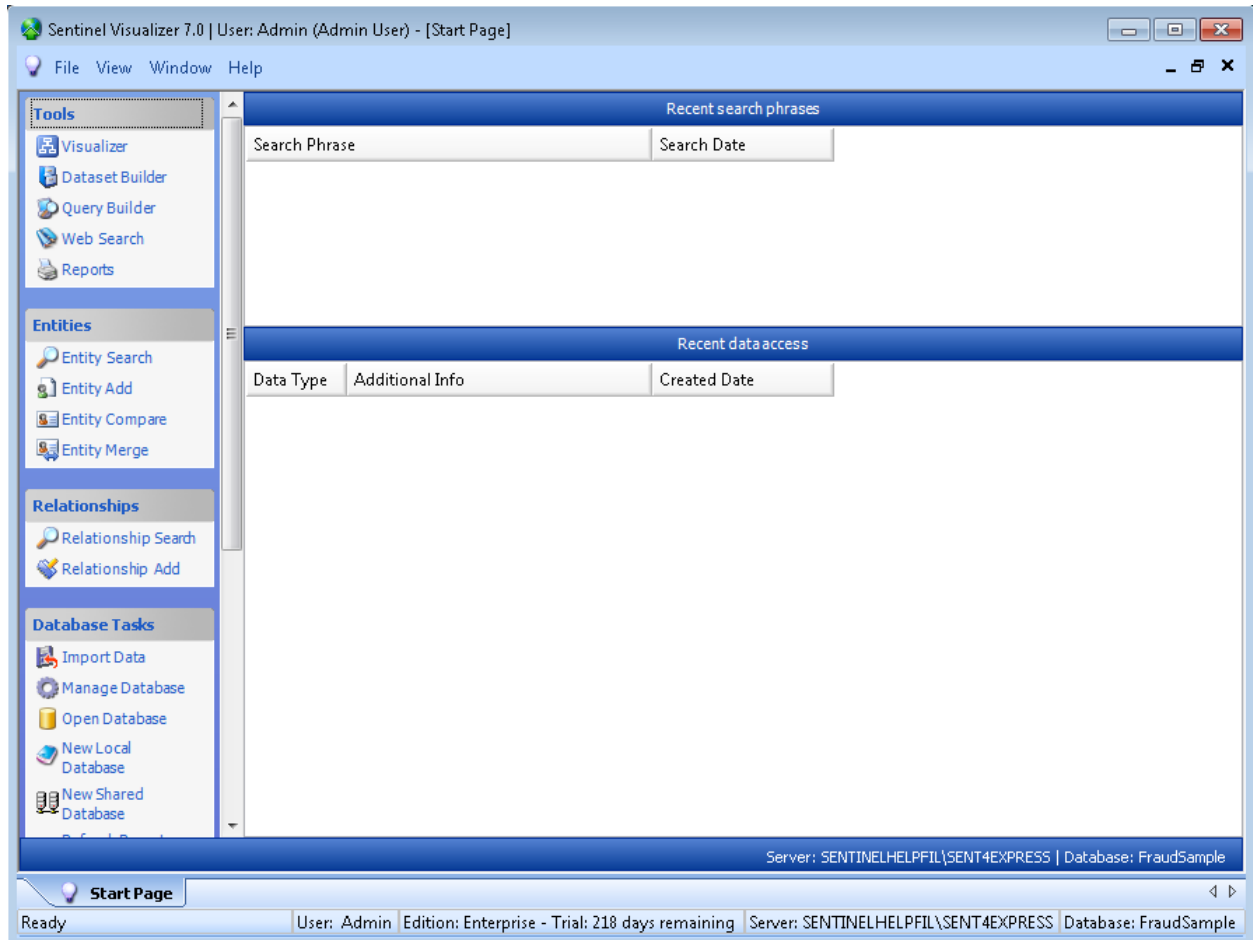 Sentinel Visualizer 7.0 | User: Admin (Admin User) - [Start Page]
File View Window Help
Tools
Visualizer
Dataset Builder
Query Builder
Web Search
Reports
Entities
Entity Search
Entity Add
Entity Compare
Entity Merge
Relationships
Relationship Search
Relationship Add
Database Tasks
Import Data
Manage Database
Open Database
New Local
Database
New Shared
Database
Recent search phrases
Search Phrase Search Date
Recent data access
Data Type Additional Info Created Date
Server: SENTINELHELPFIL\SENT4EXPRESS | Database: FraudSample
Start Page
Ready User: Admin Edition: Enterprise - Trial: 218 days remaining Server: SENTINELHELPFIL\SENT4EXPRESS Database: FraudSample